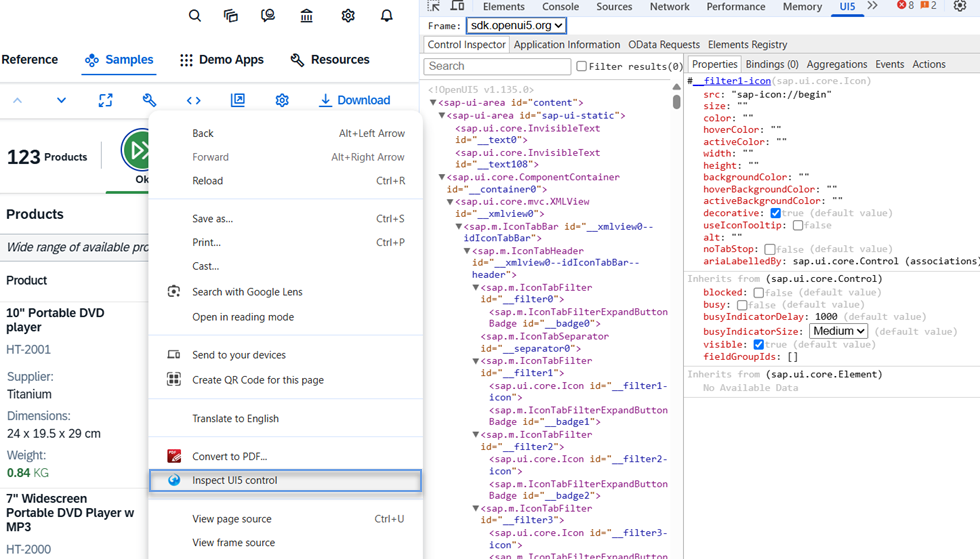 Reference
Samples
Demo Apps
Resources
Download
123 Products
Ok
Products
Wide range of available pro
Product
10" Portable DVD
player
HT-2001
Supplier:
Titanium
Dimensions:
24 x 19.5 x 29 cm
Weight:
0.84 KG
7" Widescreen
Portable DVD Player w
MP3
HT-2000
Back Alt+Left Arrow
Forward Alt+Right Arrow
Reload Ctrl+R
Save as... Ctrl+S
Print... Ctrl+P
Cast...
Search with Google Lens
Open in reading mode
Send to your devices
Create QR Code for this page
Translate to English
PDF
Convert to PDF...
Inspect UI5 control
View page source Ctrl+U
View frame source
Elements Console Sources Network Performance Memory UI5 8 2
Frame: sdk.openui5.org
Control Inspector Application Information OData Requests Elements Registry
Search Filter results(0)
<!OpenUI5 v1.135.0>
<sap-ui-area id="content">
<sap-ui-area id="sap-ui-static">
<sap.ui.core.InvisibleText
id="__text0">
<sap.ui.core.InvisibleText
id="__text108">
<sap.ui.core.ComponentContainer
id="__container0">
<sap.ui.core.mvc.XMLView
id="__xmlview0">
<sap.m.IconTabBar id="__xmlview0--
idIconTabBar">
<sap.m.IconTabHeader
id="__xmlview0--idIconTabBar--
header">
<sap.m.IconTabFilter
id="__filter0">
<sap.m.IconTabFilterExpandButton
Badge id="__badge0">
<sap.m.IconTabSeparator
id="__separator0">
<sap.m.IconTabFilter
id="__filter1">
<sap.ui.core.Icon id="__filter1-
icon">
<sap.m.IconTabFilterExpandButton
Badge id="__badge1">
<sap.m.IconTabFilter
id="__filter2">
<sap.ui.core.Icon id="__filter2-
icon">
<sap.m.IconTabFilterExpandButton
Badge id="__badge2">
<sap.m.IconTabFilter
id="__filter3">
<sap.ui.core.Icon id="__filter3-
icon">
<sap.m.IconTabFilterExpandButton
Properties Bindings (0) Aggregations Events Actions
#__filter1-icon(sap.ui.core.Icon)
src: "sap-icon://begin"
size: ""
color: ""
hoverColor: ""
activeColor: ""
width: ""
height: ""
backgroundColor: ""
hoverBackgroundColor: ""
activeBackgroundColor: ""
decorative: true (default value)
useIconTooltip: false
alt: ""
noTabStop: false (default value)
ariaLabelledBy: sap.ui.core.Control (associations)
Inherits from (sap.ui.core.Control)
blocked: false (default value)
busy: false (default value)
busyIndicatorDelay: 1000 (default value)
busyIndicatorSize: Medium (default value)
visible: true (default value)
fieldGroupIds: []
Inherits from (sap.ui.core.Element)
No Available Data